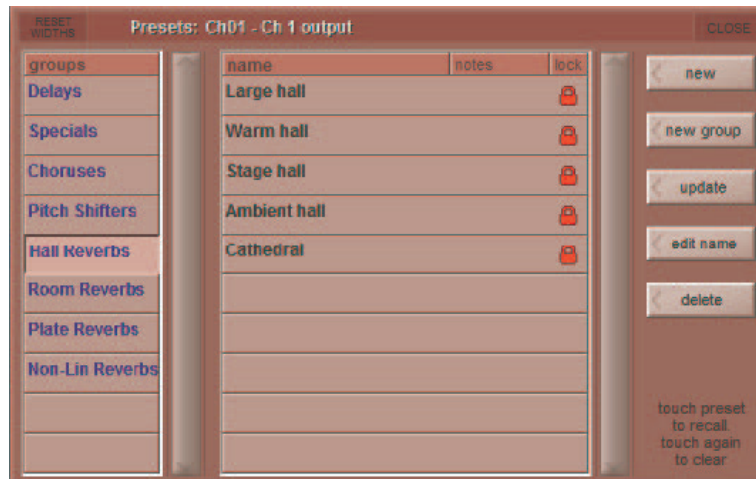 RESET
WIDTHS
Presets: Ch01 - Ch 1 output
CLOSE
groups
Delays
Specials
Choruses
Pitch Shifters
Hall Reverbs
Room Reverbs
Plate Reverbs
Non-Lin Reverbs
name notes lock
Large hall
Warm hall
Stage hall
Ambient hall
Cathedral
new
new group
update
edit name
delete
touch preset
to recall.
touch again
to clear